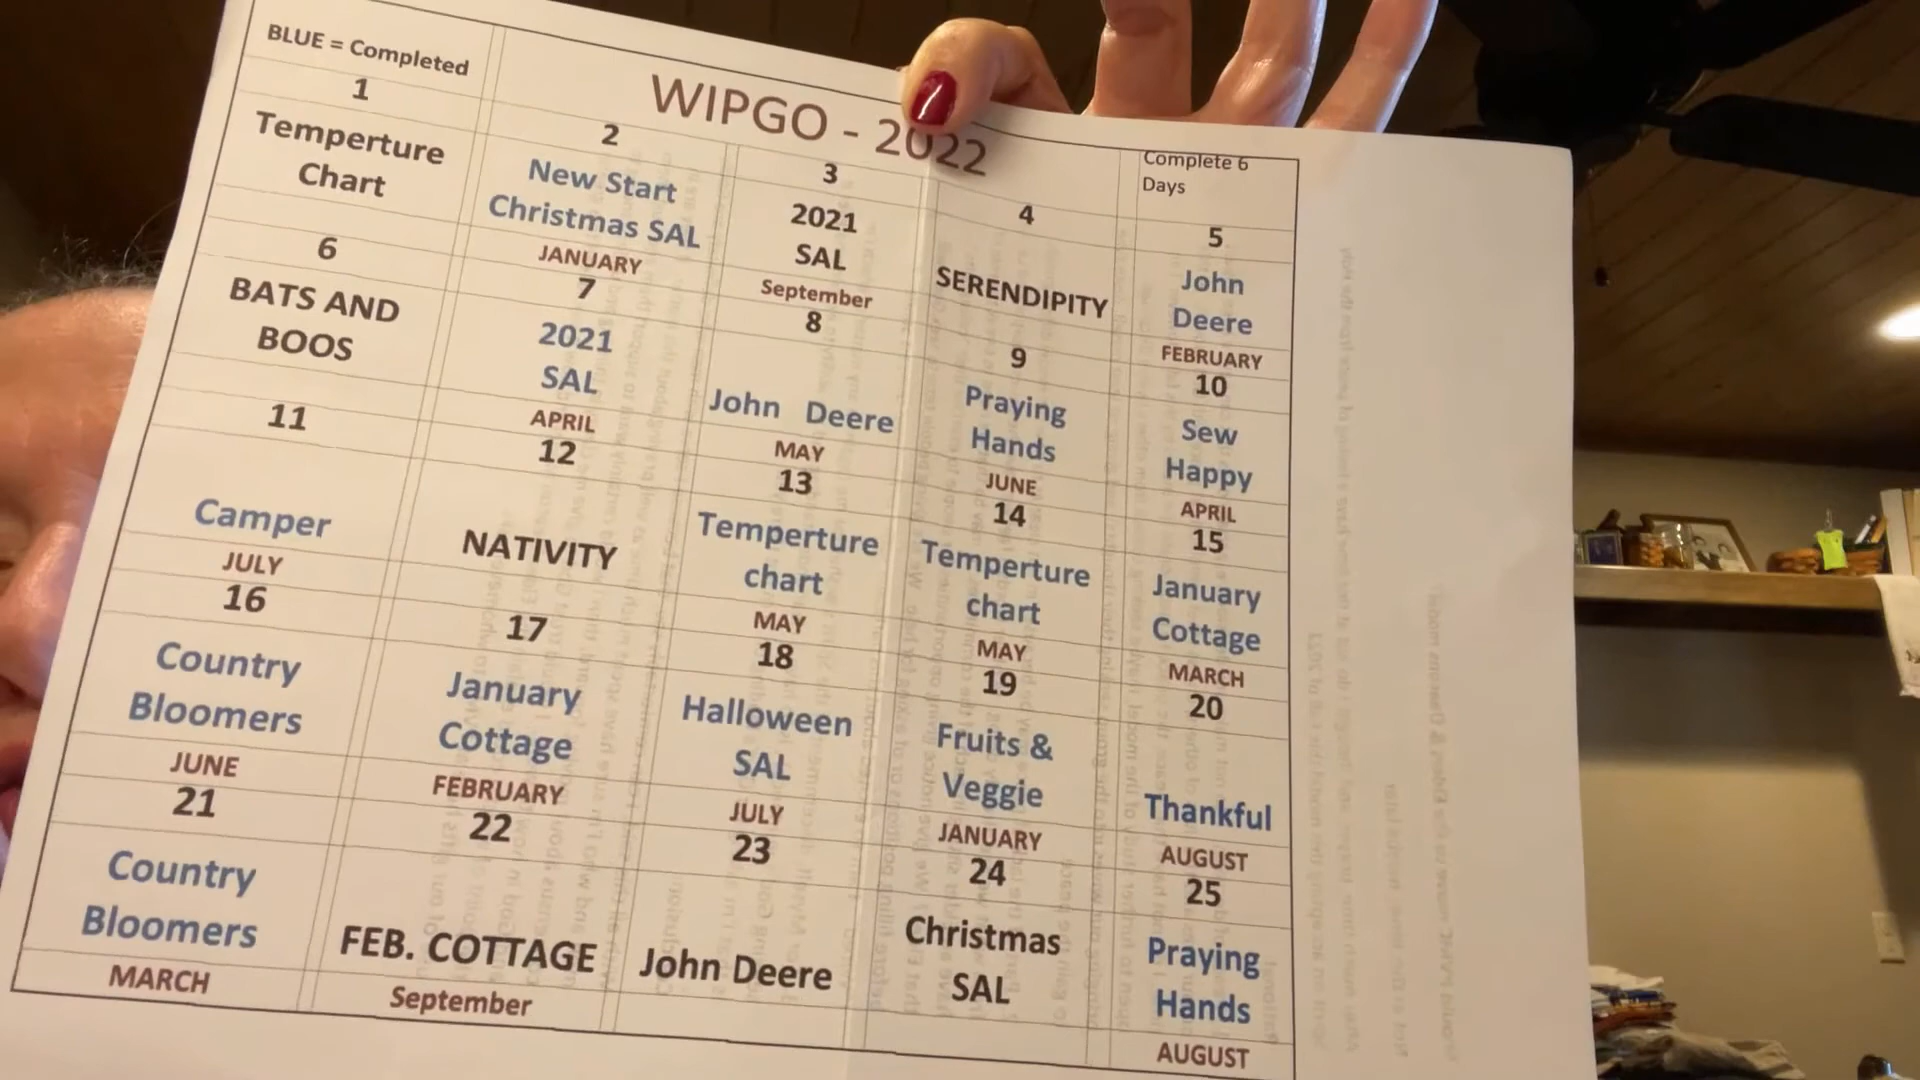 BLUE = Completed
WIPGO - 2022
Complete 6
Days
1
Temperture
Chart
2
New Start
Christmas SAL
JANUARY
3
2021
SAL
September
4
SERENDIPITY
5
John
Deere
FEBRUARY
6
BATS AND
BOOS
7
2021
SAL
APRIL
8
John Deere
MAY
9
Praying
Hands
JUNE
10
Sew
Happy
APRIL
11
Camper
JULY
12
NATIVITY
13
Temperture
chart
MAY
14
Temperture
chart
MAY
15
January
Cottage
MARCH
16
Country
Bloomers
JUNE
17
January
Cottage
FEBRUARY
18
Halloween
SAL
JULY
19
Fruits &
Veggie
JANUARY
20
Thankful
AUGUST
21
Country
Bloomers
MARCH
22
FEB. COTTAGE
September
23
John Deere
24
Christmas
SAL
25
Praying
Hands
AUGUST